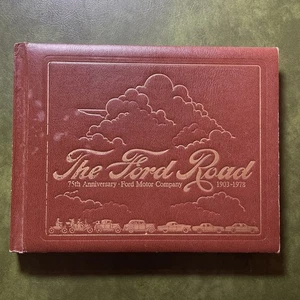 The Ford Road
75th Anniversary · Ford Motor Company 1903-1978